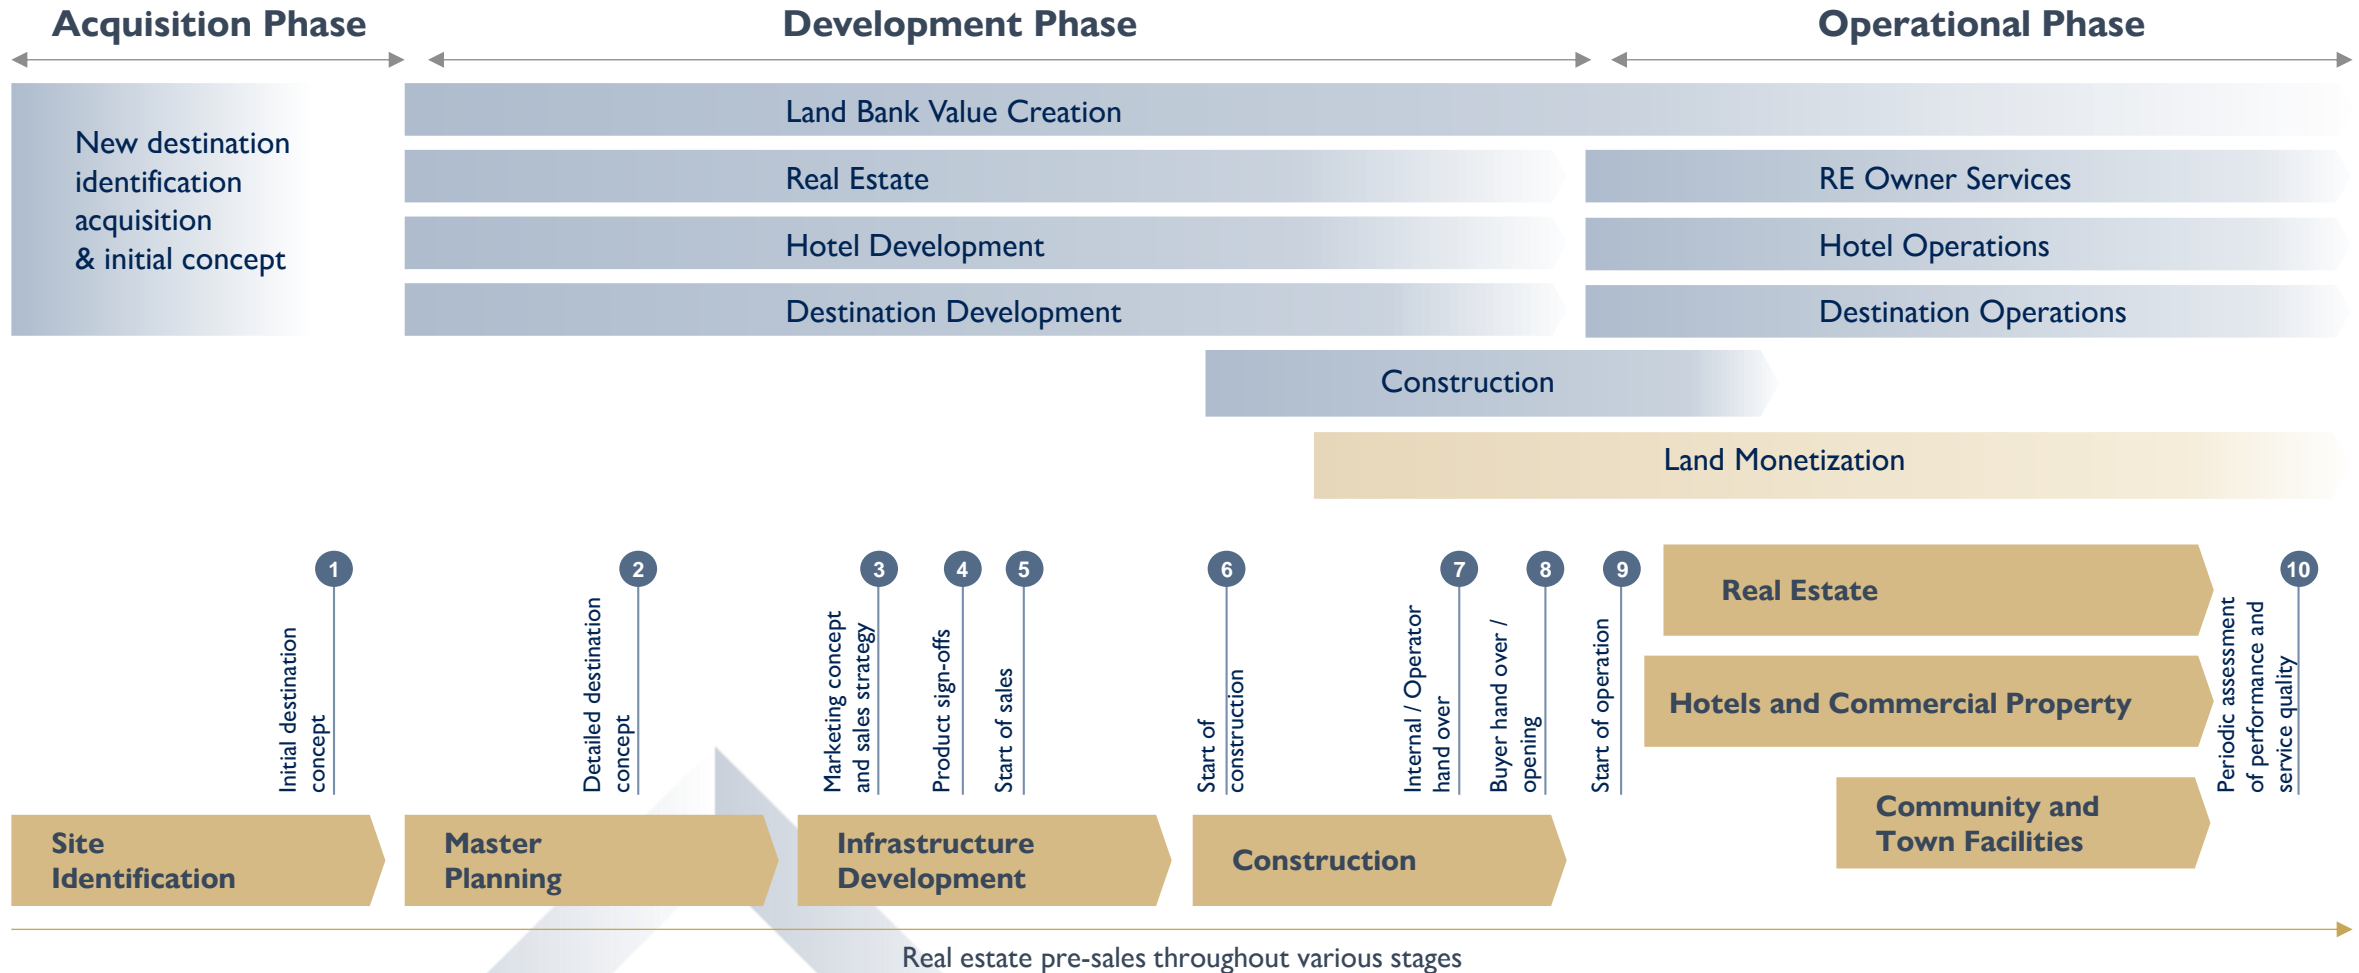 Acquisition Phase
Development Phase
Operational Phase
New destination
identification
acquisition
& initial concept
Land Bank Value Creation
Real Estate
RE Owner Services
Hotel Development
Hotel Operations
Destination Development
Destination Operations
Construction
Land Monetization
1
Initial destination
concept
2
Detailed destination
concept
3
Marketing concept
and sales strategy
4
Product sign-offs
5
Start of sales
6
Start of
construction
7
Internal / Operator
hand over
8
Buyer hand over /
opening
9
Start of operation
Real Estate
Hotels and Commercial Property
Community and
Town Facilities
10
Periodic assessment
of performance and
service quality
Site
Identification
Master
Planning
Infrastructure
Development
Construction
Real estate pre-sales throughout various stages